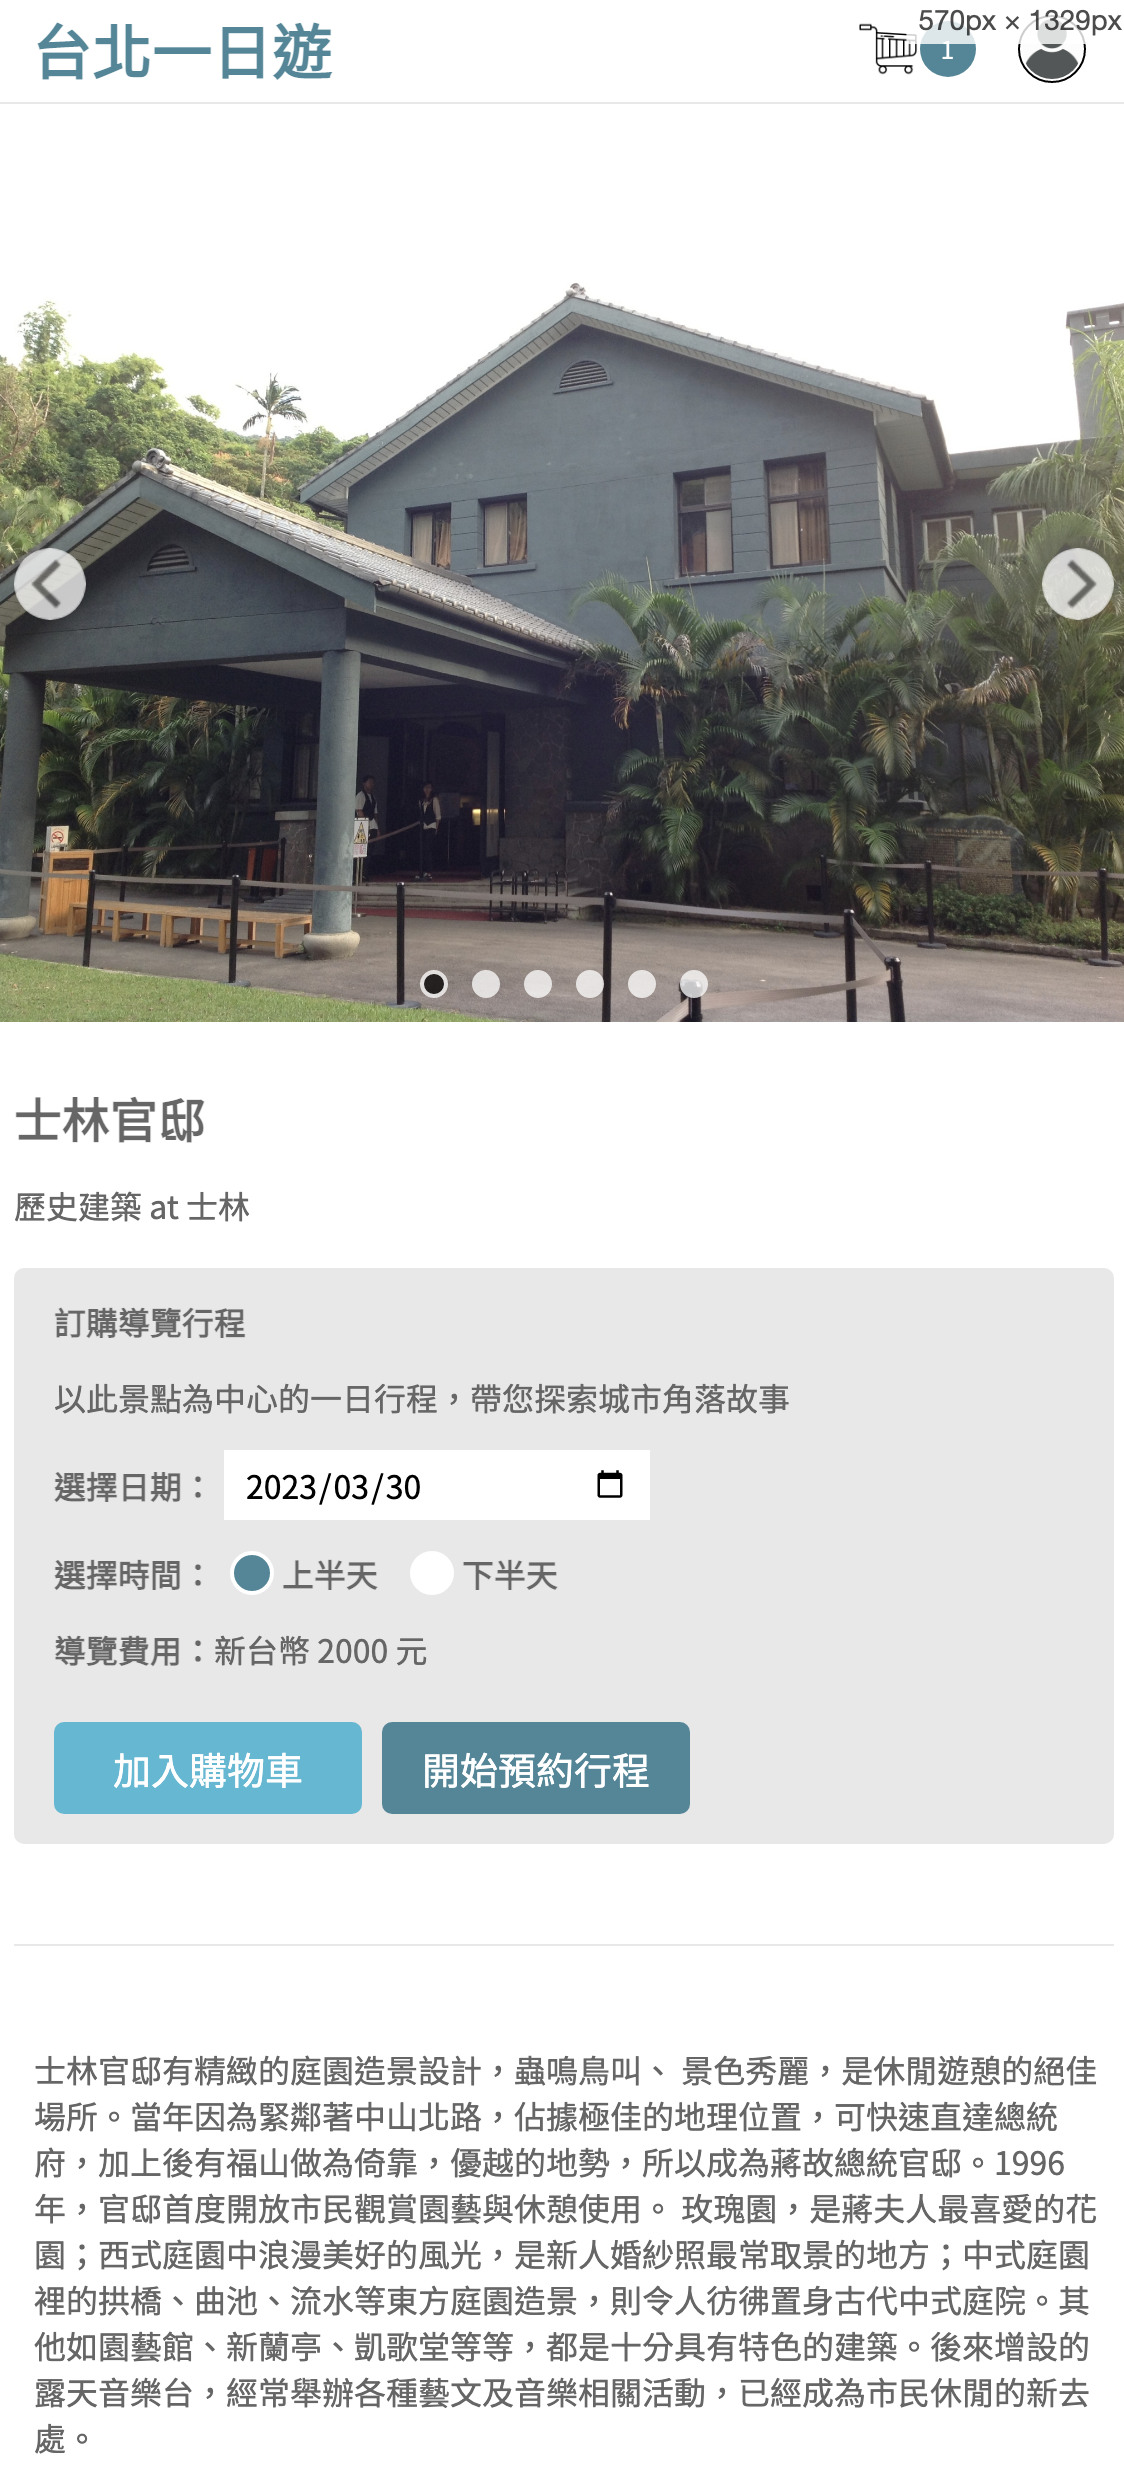 台北一日遊
570px × 1329px
1
士林官邸
歷史建築 at 士林
訂購導覽行程
以此景點為中心的一日行程，帶您探索城市角落故事
選擇日期： 2023/03/30
選擇時間： 上半天 下半天
導覽費用：新台幣 2000 元
加入購物車 開始預約行程
士林官邸有精緻的庭園造景設計，蟲鳴鳥叫、 景色秀麗，是休閒遊憩的絕佳
場所。當年因為緊鄰著中山北路，佔據極佳的地理位置，可快速直達總統
府，加上後有福山做為倚靠，優越的地勢，所以成為蔣故總統官邸。1996
年，官邸首度開放市民觀賞園藝與休憩使用。 玫瑰園，是蔣夫人最喜愛的花
園；西式庭園中浪漫美好的風光，是新人婚紗照最常取景的地方；中式庭園
裡的拱橋、曲池、流水等東方庭園造景，則令人彷彿置身古代中式庭院。其
他如園藝館、新蘭亭、凱歌堂等等，都是十分具有特色的建築。後來增設的
露天音樂台，經常舉辦各種藝文及音樂相關活動，已經成為市民休閒的新去
處。